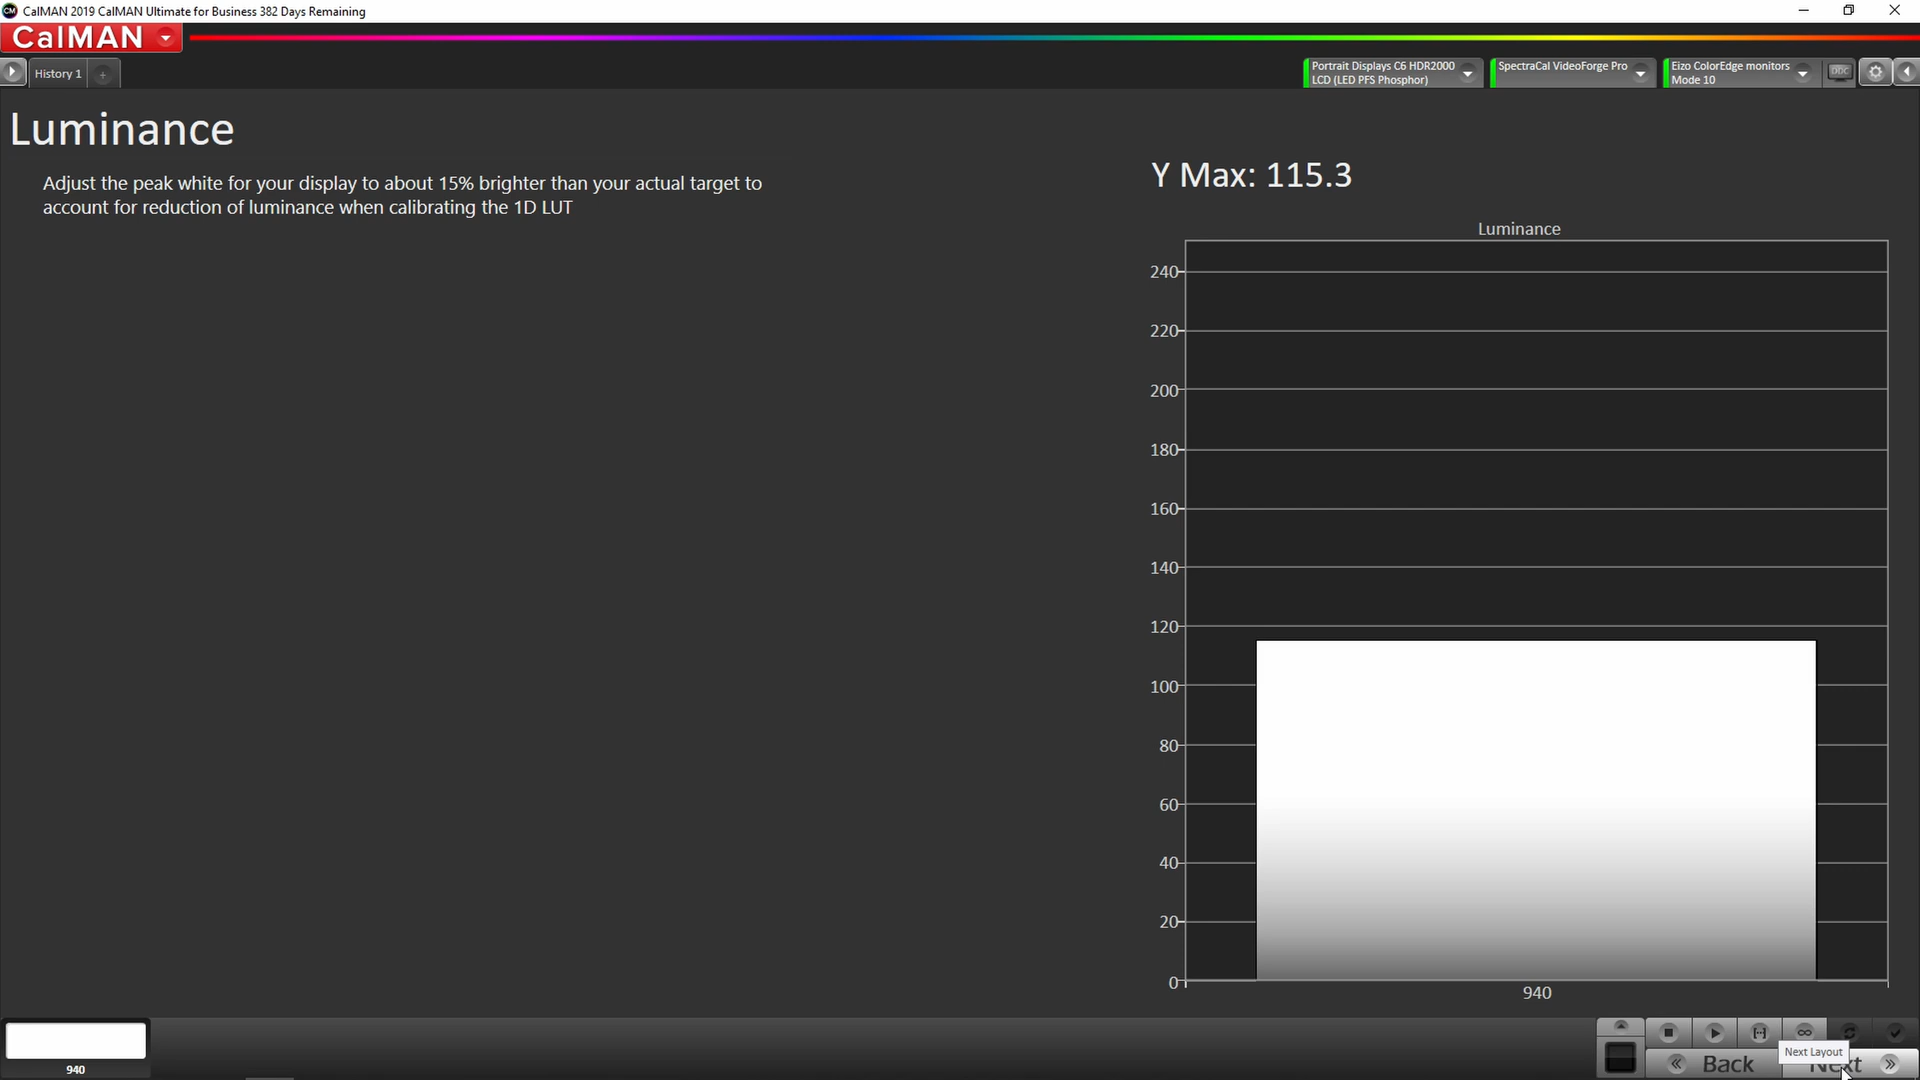 CM CalMAN 2019 CalMAN Ultimate for Business 382 Days Remaining
CalMAN
History 1
+
Portrait Displays C6 HDR2000
LCD (LED PFS Phosphor)
SpectraCal VideoForge Pro
Eizo ColorEdge monitors
Mode 10
DDC
Luminance
Adjust the peak white for your display to about 15% brighter than your actual target to
account for reduction of luminance when calibrating the 1D LUT
Y Max: 115.3
Luminance
240
220
200
180
160
140
120
100
80
60
40
20
0
940
940
Next Layout
Back
Next